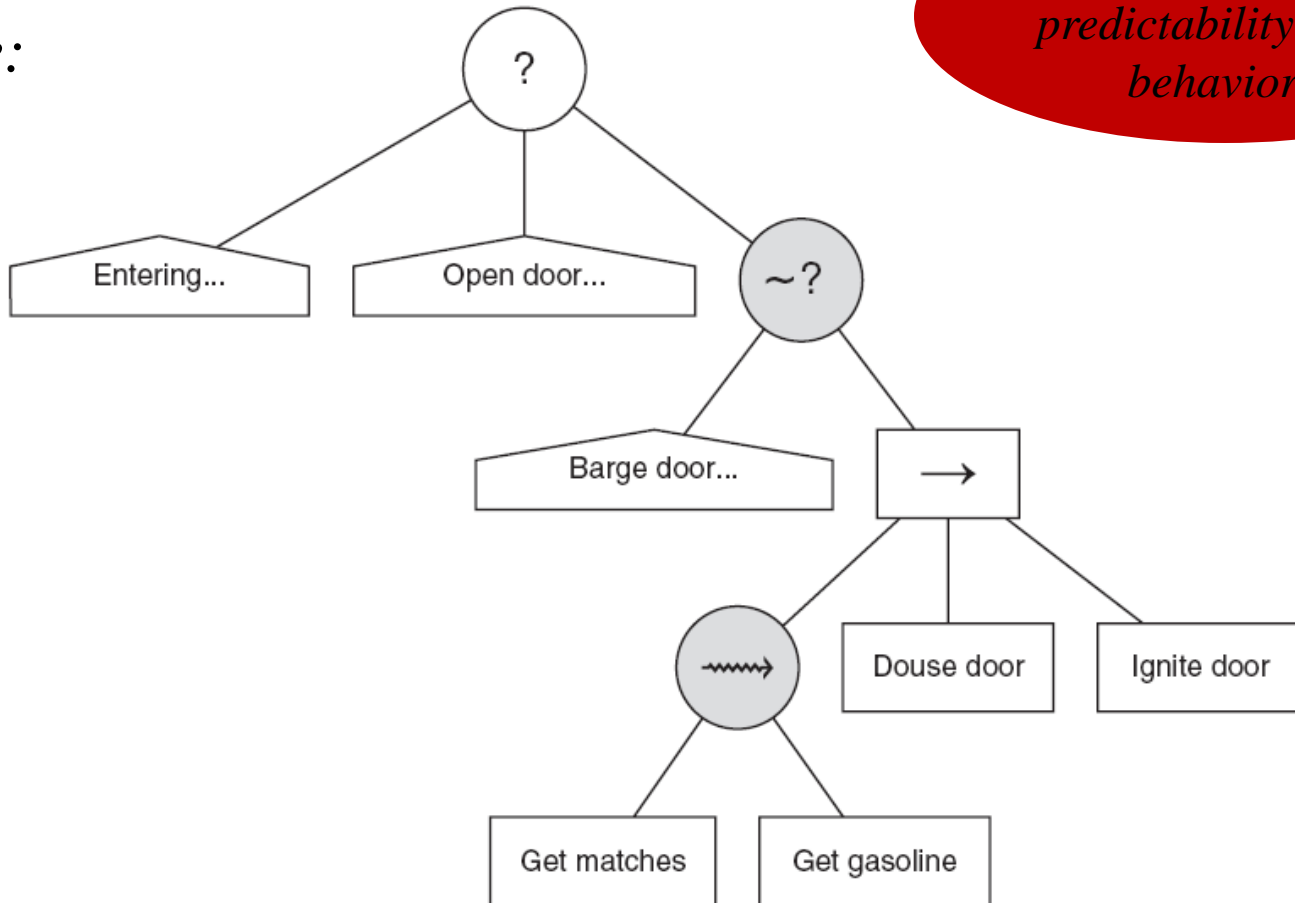 predictability
behavior
?
Entering...
Open door...
~?
Barge door...
→
Douse door
Ignite door
Get matches
Get gasoline